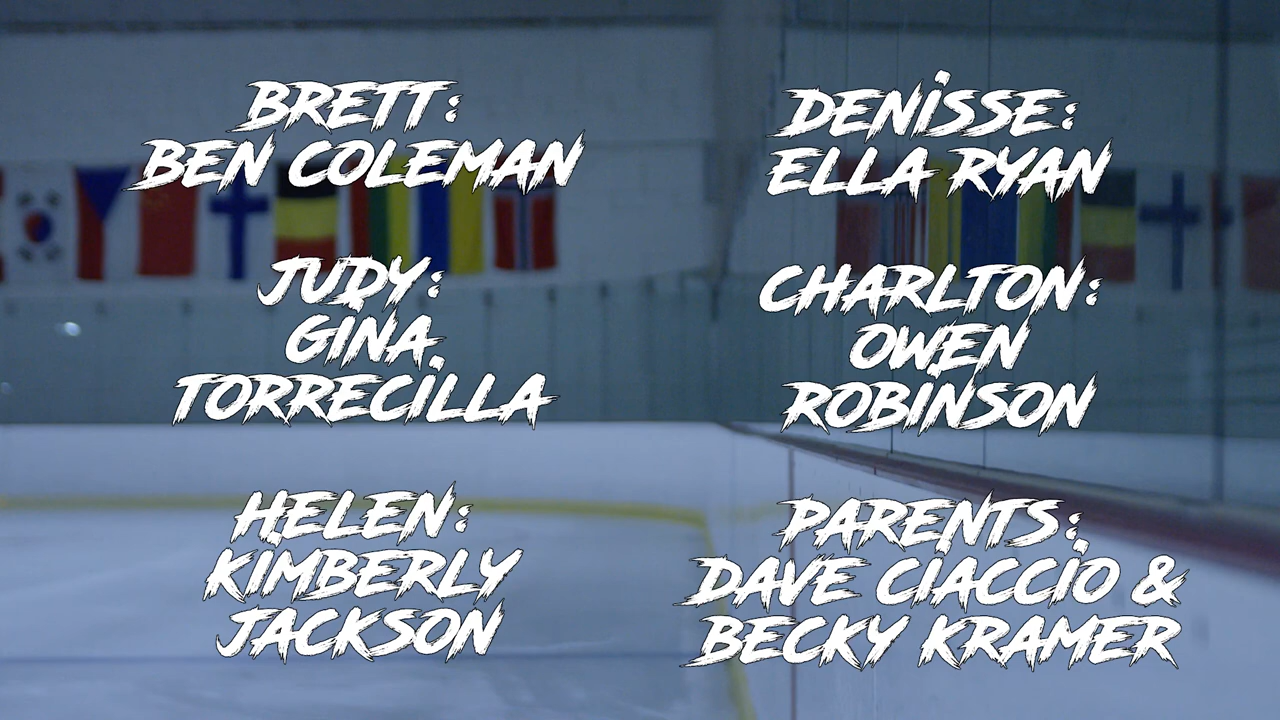 BRETT:
BEN COLEMAN
DENISSE:
ELLA RYAN
JUDY:
GINA
TORRECILLA
CHARLTON:
OWEN
ROBINSON
HELEN:
KIMBERLY
JACKSON
PARENTS:
DAVE CIACCIO &
BECKY KRAMER